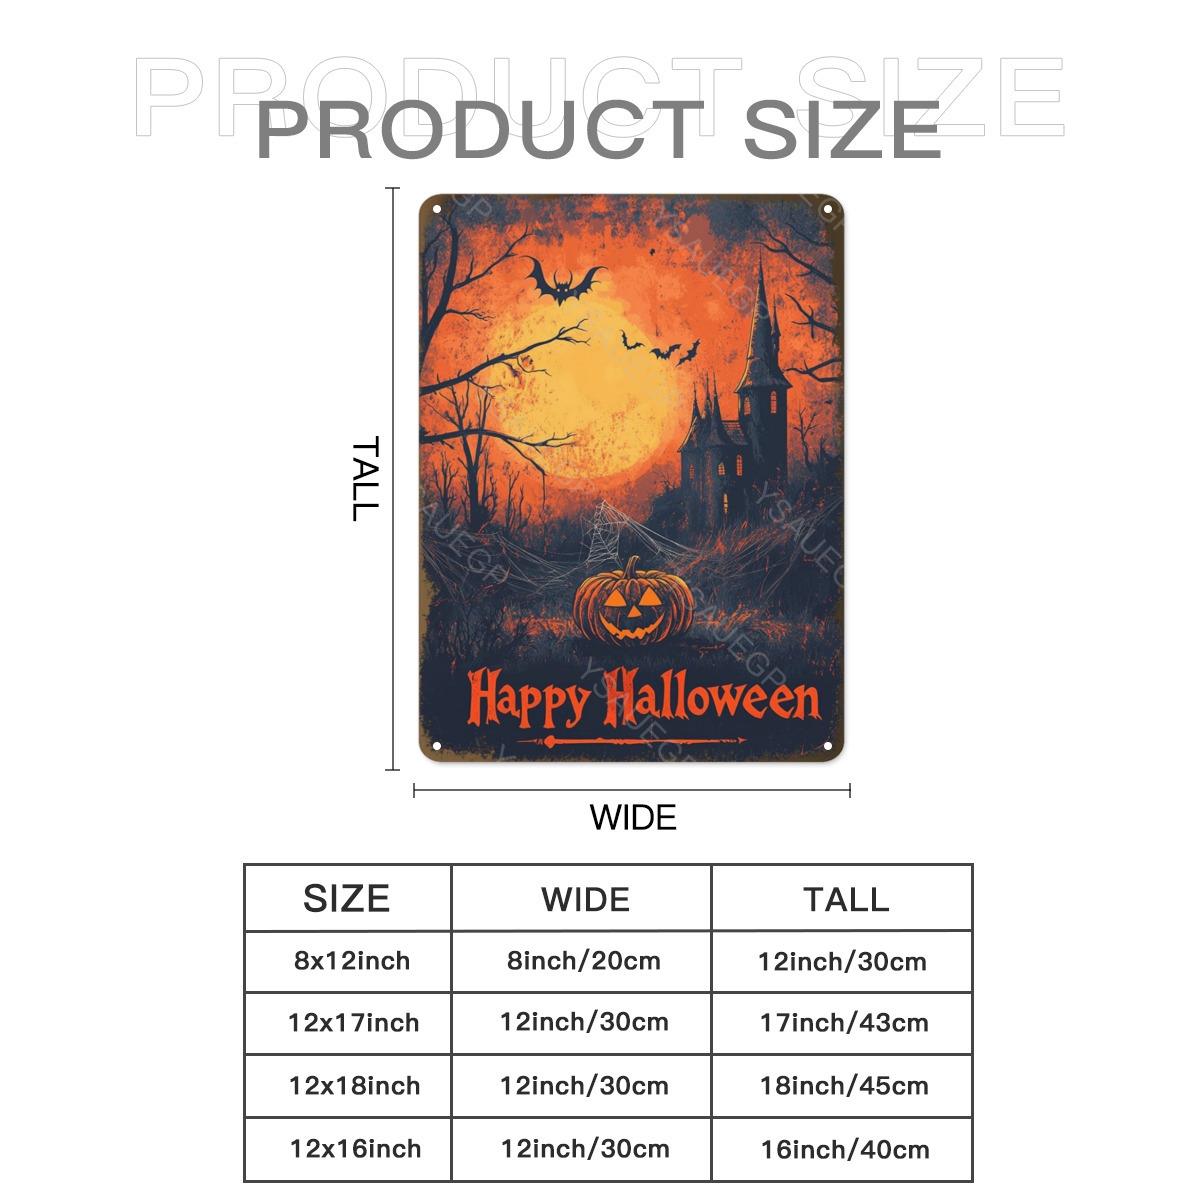 PRODUCT SIZE
PRODUCT SIZE
TALL
YSAUEGP
YSAUEGP
Happy Halloween
WIDE
SIZE WIDE TALL
8x12inch 8inch/20cm 12inch/30cm
12x17inch 12inch/30cm 17inch/43cm
12x18inch 12inch/30cm 18inch/45cm
12x16inch 12inch/30cm 16inch/40cm